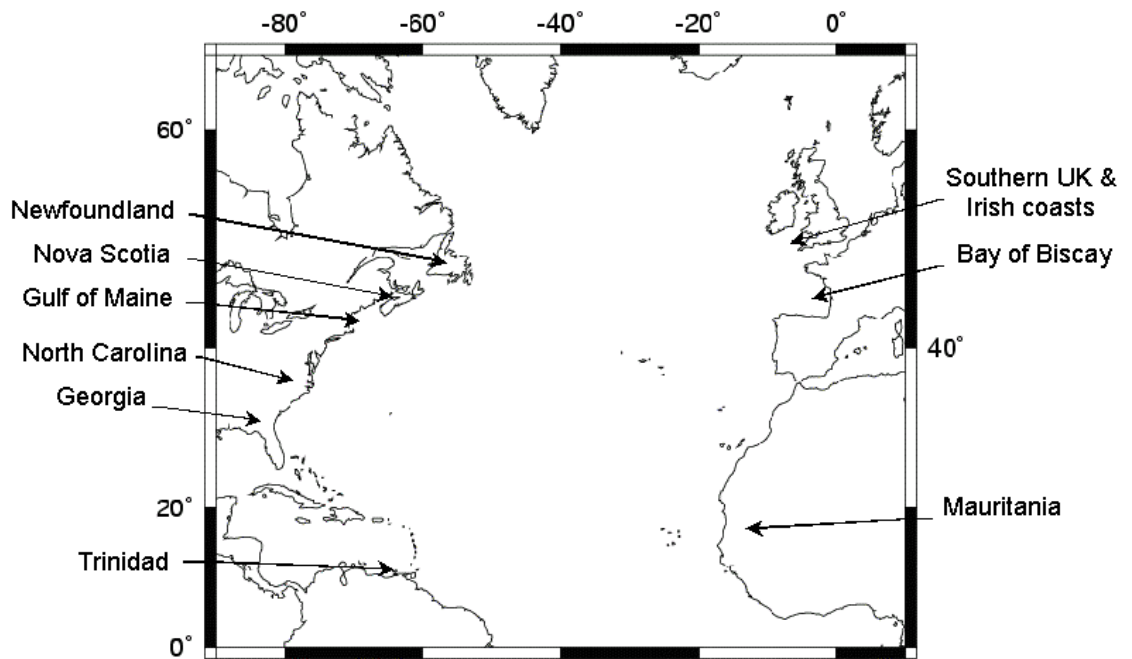 -80° -60° -40° -20° 0°
60°
Southern UK &
Irish coasts
Newfoundland
Nova Scotia
Bay of Biscay
Gulf of Maine
North Carolina
40°
Georgia
20°
Mauritania
Trinidad
0°